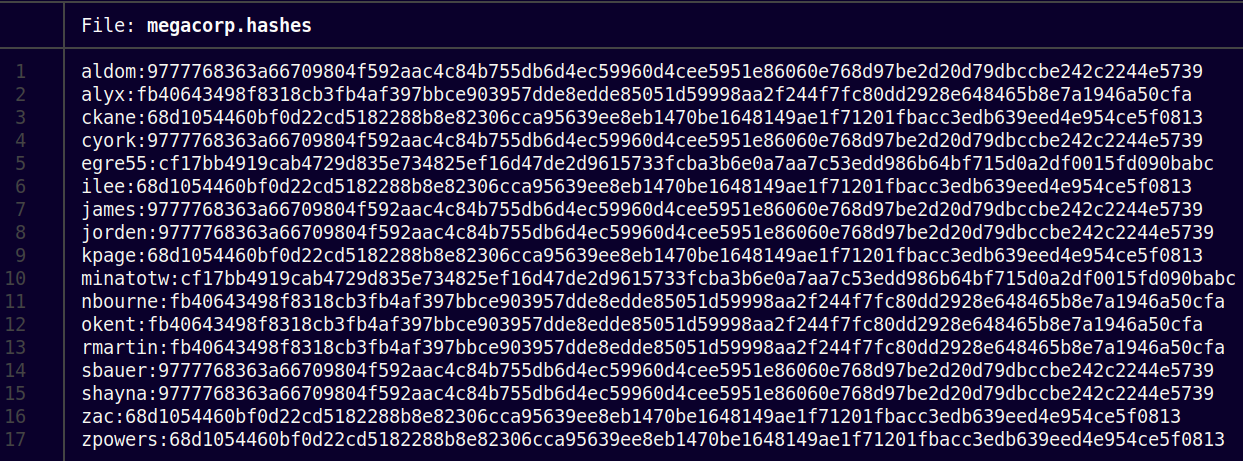 File: megacorp.hashes
1 aldom:9777768363a66709804f592aac4c84b755db6d4ec59960d4cee5951e86060e768d97be2d20d79dbccbe242c2244e5739
2 alyx:fb40643498f8318cb3fb4af397bbce903957dde8edde85051d59998aa2f244f7fc80dd2928e648465b8e7a1946a50cfa
3 ckane:68d1054460bf0d22cd5182288b8e82306cca95639ee8eb1470be1648149ae1f71201fbacc3edb639eed4e954ce5f0813
4 cyork:9777768363a66709804f592aac4c84b755db6d4ec59960d4cee5951e86060e768d97be2d20d79dbccbe242c2244e5739
5 egre55:cf17bb4919cab4729d835e734825ef16d47de2d9615733fcba3b6e0a7aa7c53edd986b64bf715d0a2df0015fd090babc
6 ilee:68d1054460bf0d22cd5182288b8e82306cca95639ee8eb1470be1648149ae1f71201fbacc3edb639eed4e954ce5f0813
7 james:9777768363a66709804f592aac4c84b755db6d4ec59960d4cee5951e86060e768d97be2d20d79dbccbe242c2244e5739
8 jorden:9777768363a66709804f592aac4c84b755db6d4ec59960d4cee5951e86060e768d97be2d20d79dbccbe242c2244e5739
9 kpage:68d1054460bf0d22cd5182288b8e82306cca95639ee8eb1470be1648149ae1f71201fbacc3edb639eed4e954ce5f0813
10 minatotw:cf17bb4919cab4729d835e734825ef16d47de2d9615733fcba3b6e0a7aa7c53edd986b64bf715d0a2df0015fd090babc
11 nbourne:fb40643498f8318cb3fb4af397bbce903957dde8edde85051d59998aa2f244f7fc80dd2928e648465b8e7a1946a50cfa
12 okent:fb40643498f8318cb3fb4af397bbce903957dde8edde85051d59998aa2f244f7fc80dd2928e648465b8e7a1946a50cfa
13 rmartin:fb40643498f8318cb3fb4af397bbce903957dde8edde85051d59998aa2f244f7fc80dd2928e648465b8e7a1946a50cfa
14 sbauer:9777768363a66709804f592aac4c84b755db6d4ec59960d4cee5951e86060e768d97be2d20d79dbccbe242c2244e5739
15 shayna:9777768363a66709804f592aac4c84b755db6d4ec59960d4cee5951e86060e768d97be2d20d79dbccbe242c2244e5739
16 zac:68d1054460bf0d22cd5182288b8e82306cca95639ee8eb1470be1648149ae1f71201fbacc3edb639eed4e954ce5f0813
17 zpowers:68d1054460bf0d22cd5182288b8e82306cca95639ee8eb1470be1648149ae1f71201fbacc3edb639eed4e954ce5f0813